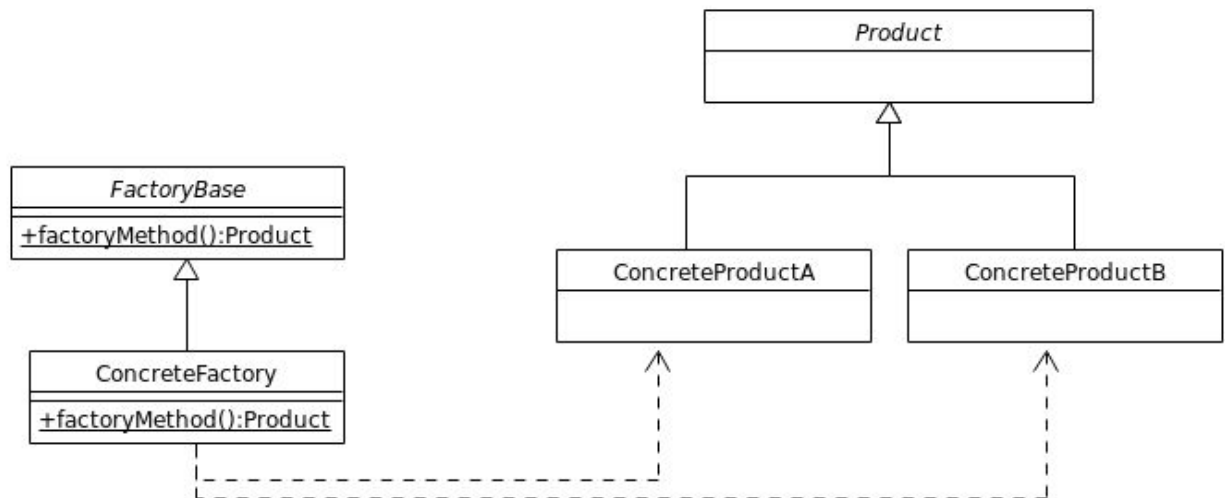 Product
FactoryBase
+factoryMethod():Product
ConcreteProductA
ConcreteProductB
ConcreteFactory
+factoryMethod():Product